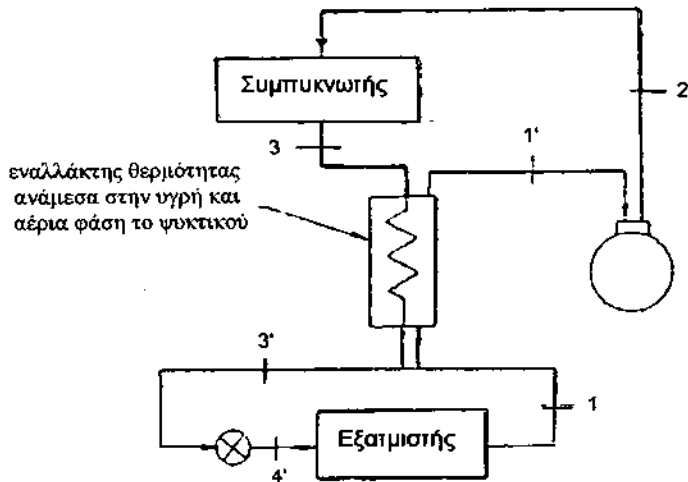 Συμπυκνωτής
2
3
1'
εναλλάκτης θερμότητας
ανάμεσα στην υγρή και
αέρια φάση το ψυκτικού
3'
1
Εξατμιστής
4'